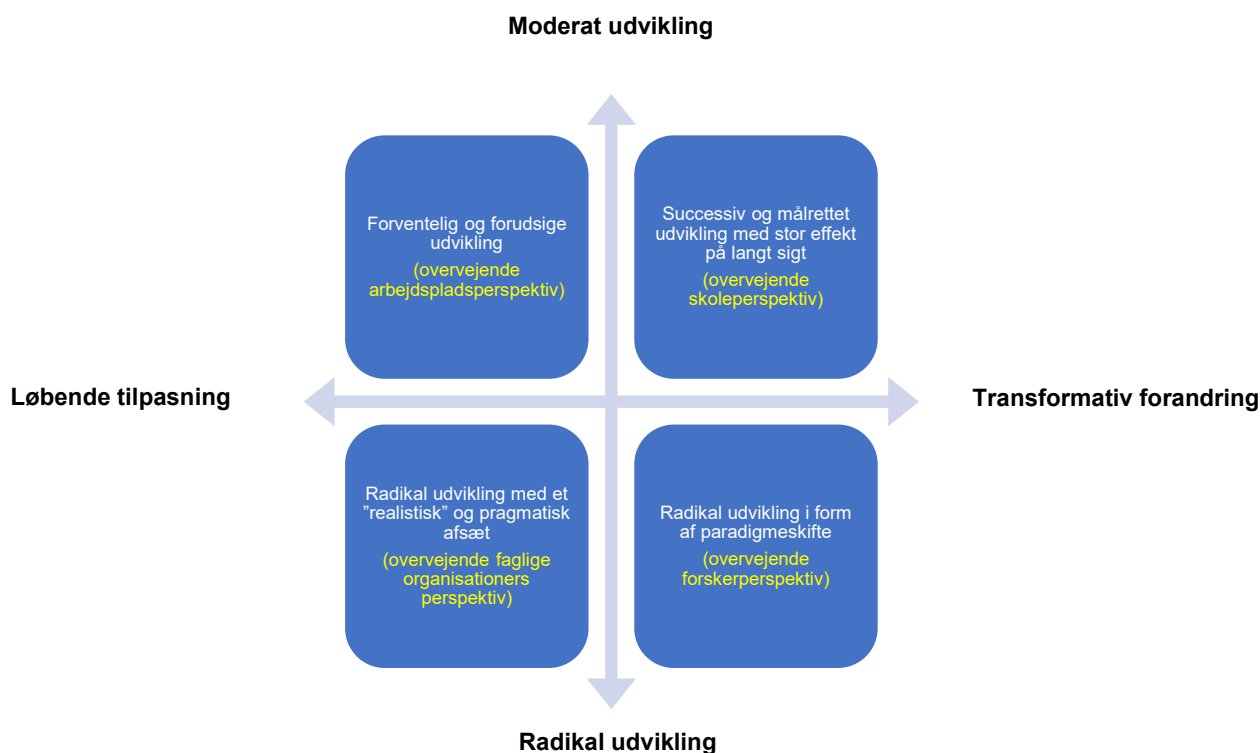 Moderat udvikling
Forventelig og forudsige
udvikling
(overvejende
arbejdspladsperspektiv)
Successiv og målrettet
udvikling med stor effekt
på langt sigt
(overvejende
skoleperspektiv)
Løbende tilpasning
Transformativ forandring
Radikal udvikling med et
”realistisk” og pragmatisk
afsæt
(overvejende faglige
organisationers
perspektiv)
Radikal udvikling i form
af paradigmeskifte
(overvejende
forskerperspektiv)
Radikal udvikling